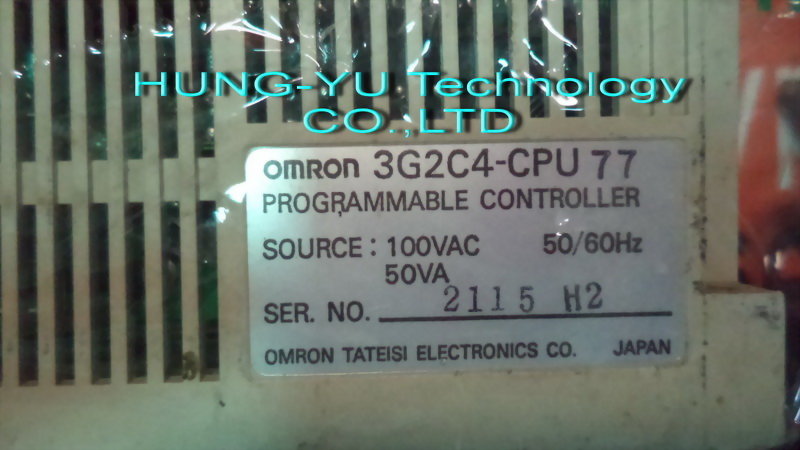 HUNG-YU Technology
CO.,LTD
omron 3G2C4-CPU 77
PROGRAMMABLE CONTROLLER
SOURCE : 100VAC 50/60Hz
50VA
SER. NO. 2115 H2
OMRON TATEISI ELECTRONICS CO. JAPAN